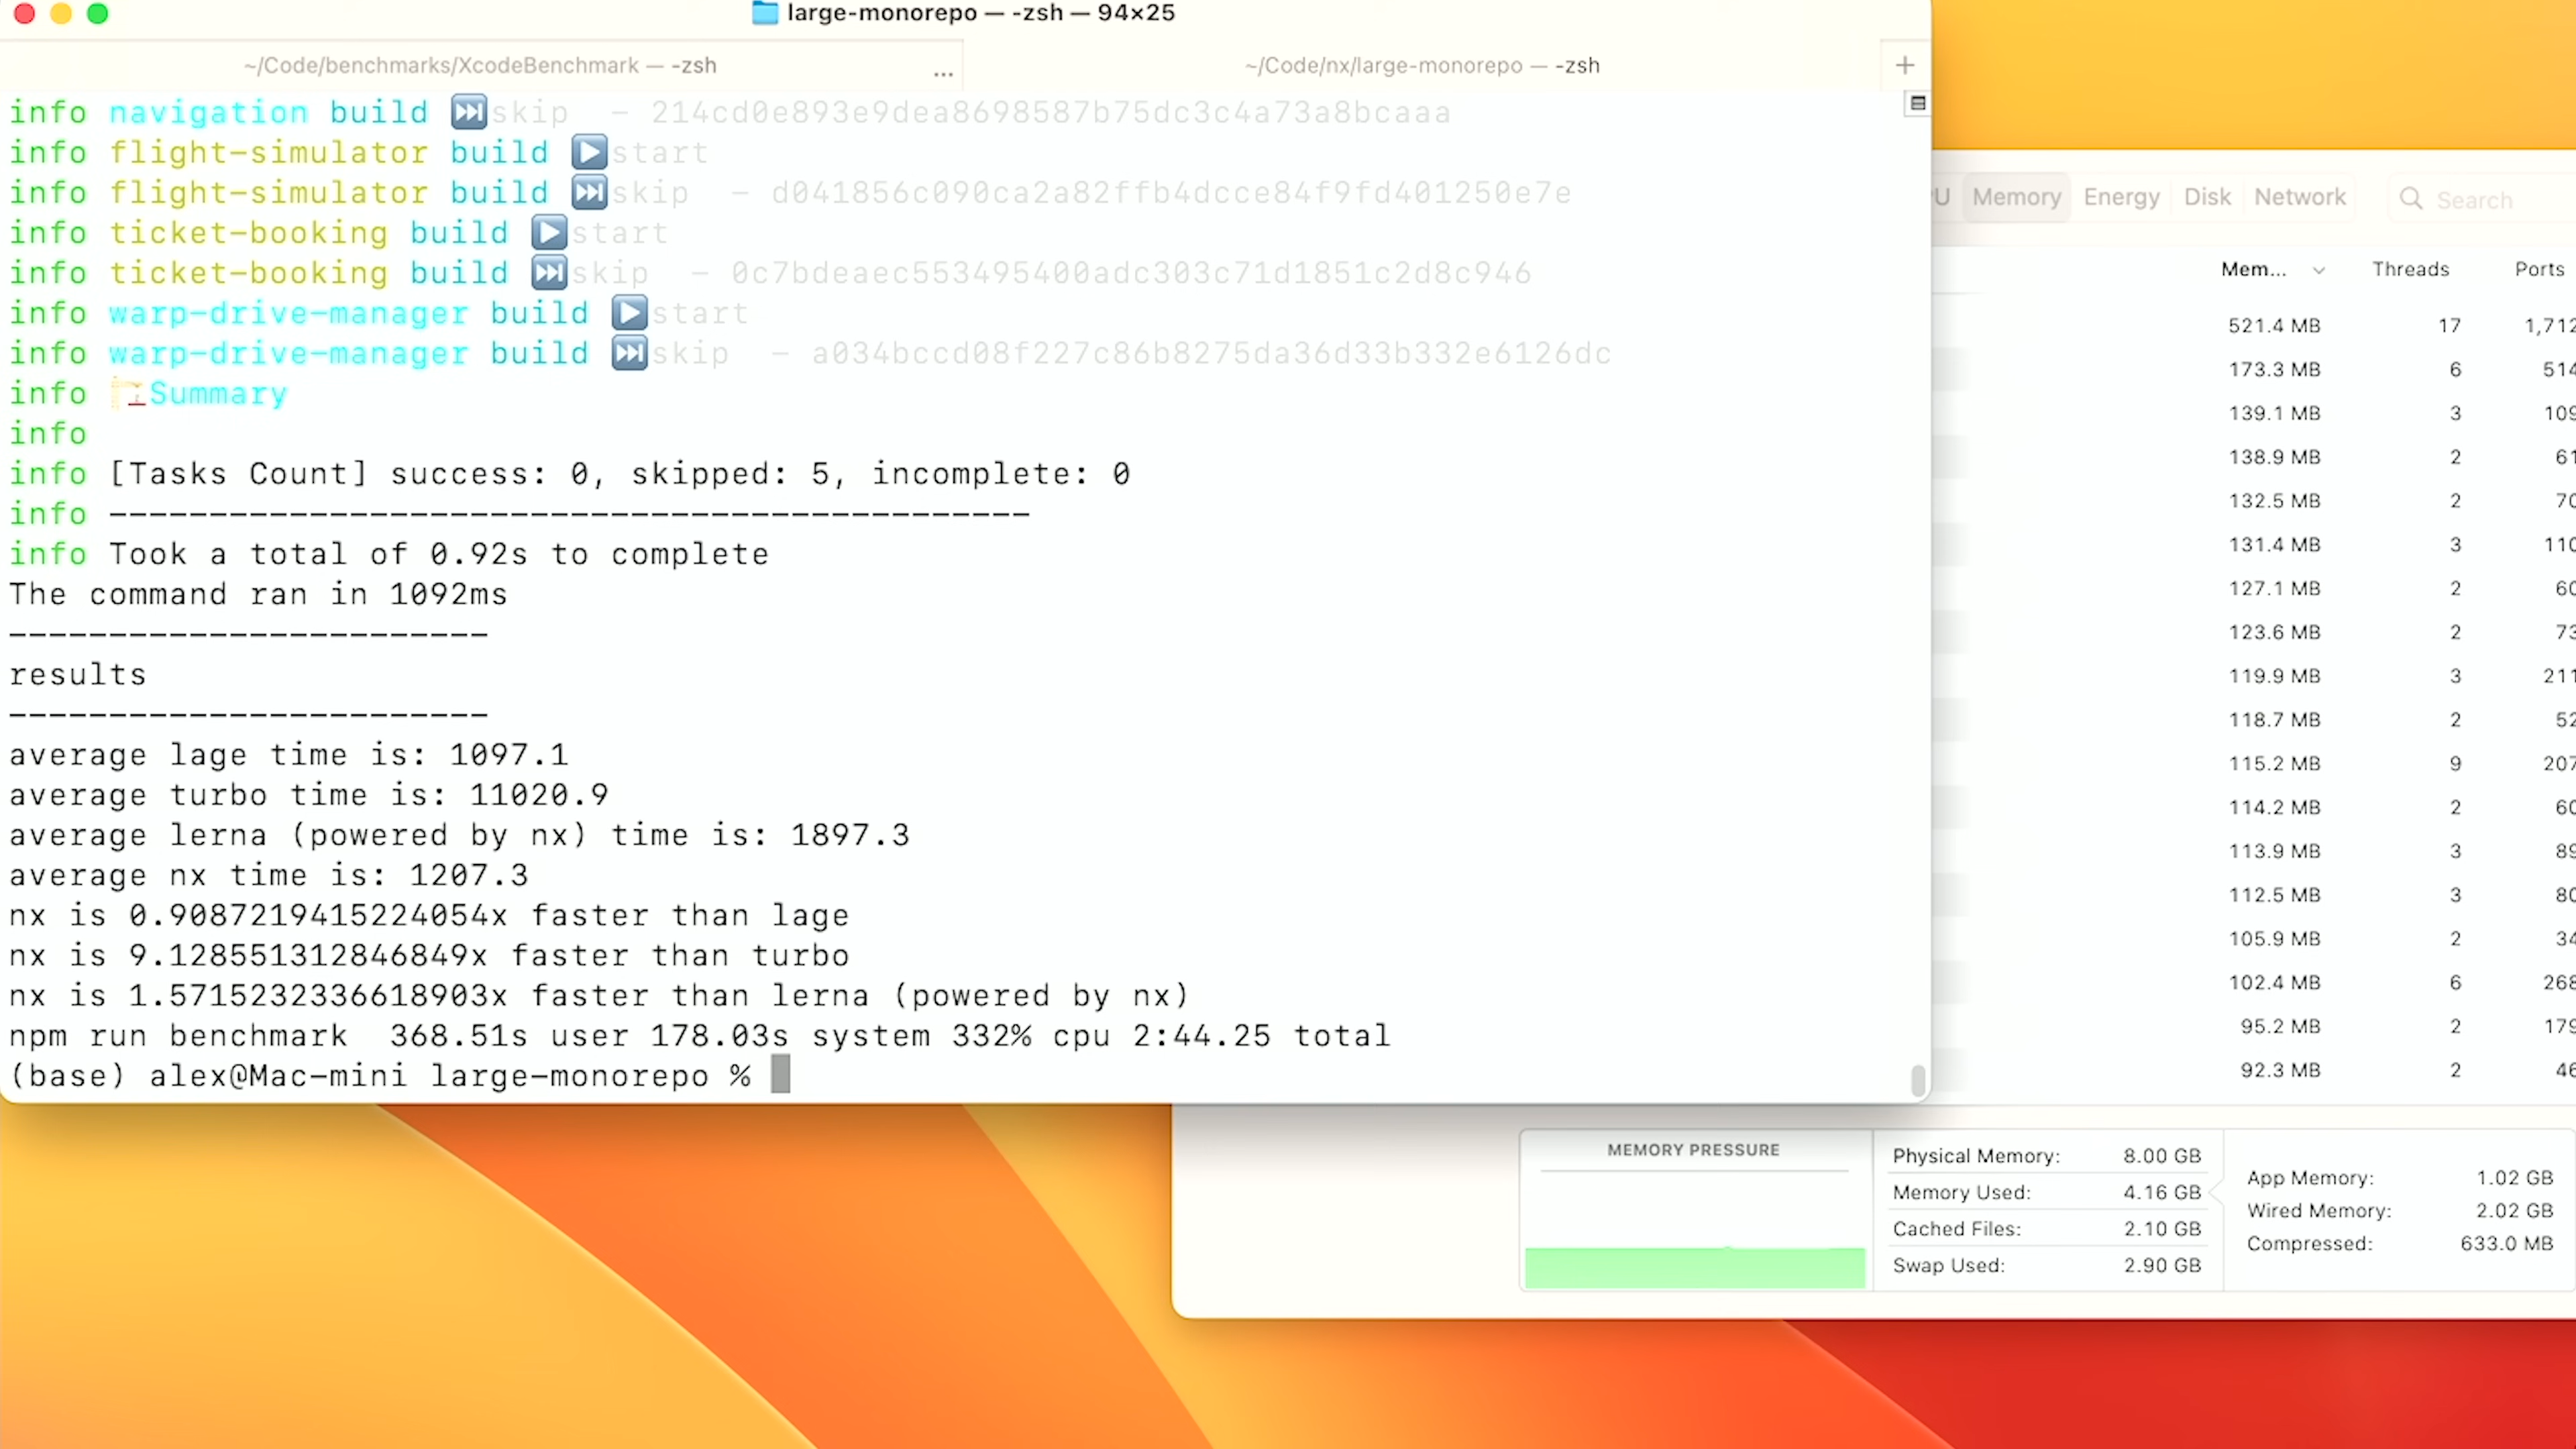 large-monorepo — -zsh — 94×25
~/Code/benchmarks/XcodeBenchmark — -zsh ...
~/Code/nx/large-monorepo — -zsh +
info navigation build ⏭skip – 214cd0e893e9dea8698587b75dc3c4a73a8bcaaa
info flight-simulator build ▶start
info flight-simulator build ⏭skip – d041856c090ca2a82ffb4dcce84f9fd401250e7e
info ticket-booking build ▶start
info ticket-booking build ⏭skip – 0c7bdeaec553495400adc303c71d1851c2d8c946
info warp-drive-manager build ▶start
info warp-drive-manager build ⏭skip – a034bccd08f227c86b8275da36d33b332e6126dc
info 🏗Summary
info
info [Tasks Count] success: 0, skipped: 5, incomplete: 0
info ----------------------------------------------
info Took a total of 0.92s to complete
The command ran in 1092ms
------------------------
results
------------------------
average lage time is: 1097.1
average turbo time is: 11020.9
average lerna (powered by nx) time is: 1897.3
average nx time is: 1207.3
nx is 0.9087219415224054x faster than lage
nx is 9.128551312846849x faster than turbo
nx is 1.5715232336618903x faster than lerna (powered by nx)
npm run benchmark  368.51s user 178.03s system 332% cpu 2:44.25 total
(base) alex@Mac-mini large-monorepo %
Memory Energy Disk Network Search
Mem... Threads Ports
521.4 MB 17
173.3 MB 6
139.1 MB 3
138.9 MB 2
132.5 MB 2
131.4 MB 3
127.1 MB 2
123.6 MB 2
119.9 MB 3
118.7 MB 2
115.2 MB 9
114.2 MB 2
113.9 MB 3
112.5 MB 3
105.9 MB 2
102.4 MB 6
95.2 MB 2
92.3 MB 2
MEMORY PRESSURE
Physical Memory: 8.00 GB
Memory Used: 4.16 GB
Cached Files: 2.10 GB
Swap Used: 2.90 GB
App Memory: 1.02 GB
Wired Memory: 2.02 GB
Compressed: 633.0 MB